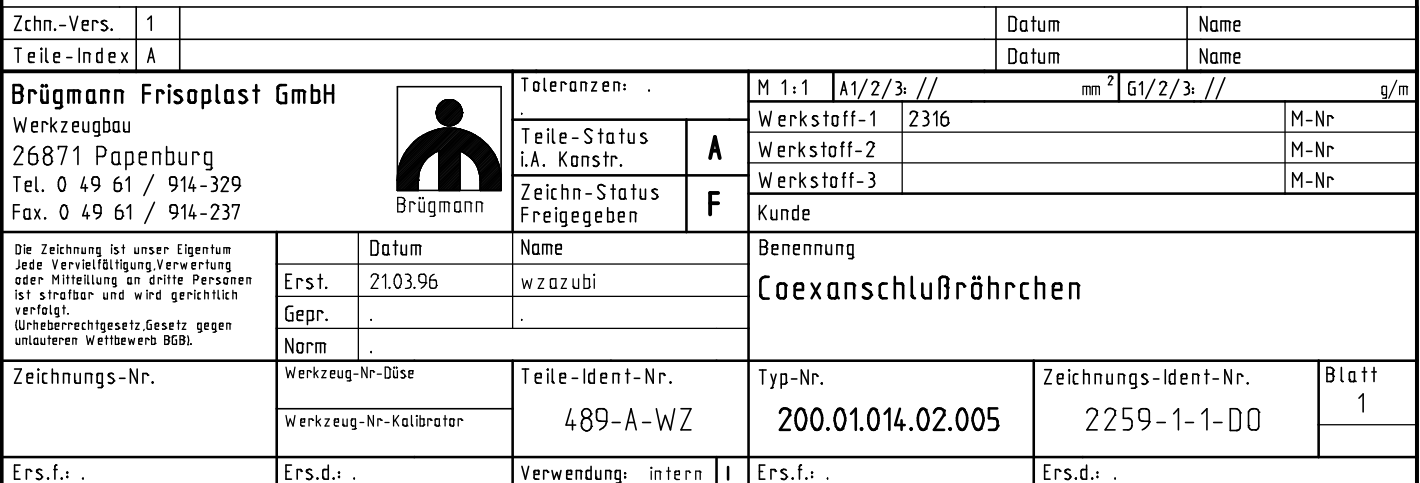 Zchn.-Vers. 1 Datum Name
Teile-Index A Datum Name
Brügmann Frisoplast GmbH
Werkzeugbau
26871 Papenburg
Tel. 0 49 61 / 914-329
Fax. 0 49 61 / 914-237
Brügmann
Toleranzen: .
.
Teile-Status
i.A. Konstr.
A
Zeichn-Status
Freigegeben
F
M 1:1 A1/2/3: // mm² G1/2/3: // g/m
Werkstoff-1 2316 M-Nr
Werkstoff-2 M-Nr
Werkstoff-3 M-Nr
Kunde
Die Zeichnung ist unser Eigentum
Jede Vervielfältigung,Verwertung
oder Mitteillung an dritte Personen
ist strafbar und wird gerichtlich
verfolgt.
(Urheberrechtgesetz,Gesetz gegen
unlauteren Wettbewerb BGB).
Datum Name
Erst. 21.03.96 wzazubi
Gepr. . .
Norm .
Benennung
Coexanschlußröhrchen
Zeichnungs-Nr.
Werkzeug-Nr-Düse
Werkzeug-Nr-Kalibrator
Teile-Ident-Nr.
489-A-WZ
Typ-Nr.
200.01.014.02.005
Zeichnungs-Ident-Nr.
2259-1-1-D0
Blatt
1
Ers.f.: . Ers.d.: . Verwendung: intern I Ers.f.: . Ers.d.: .